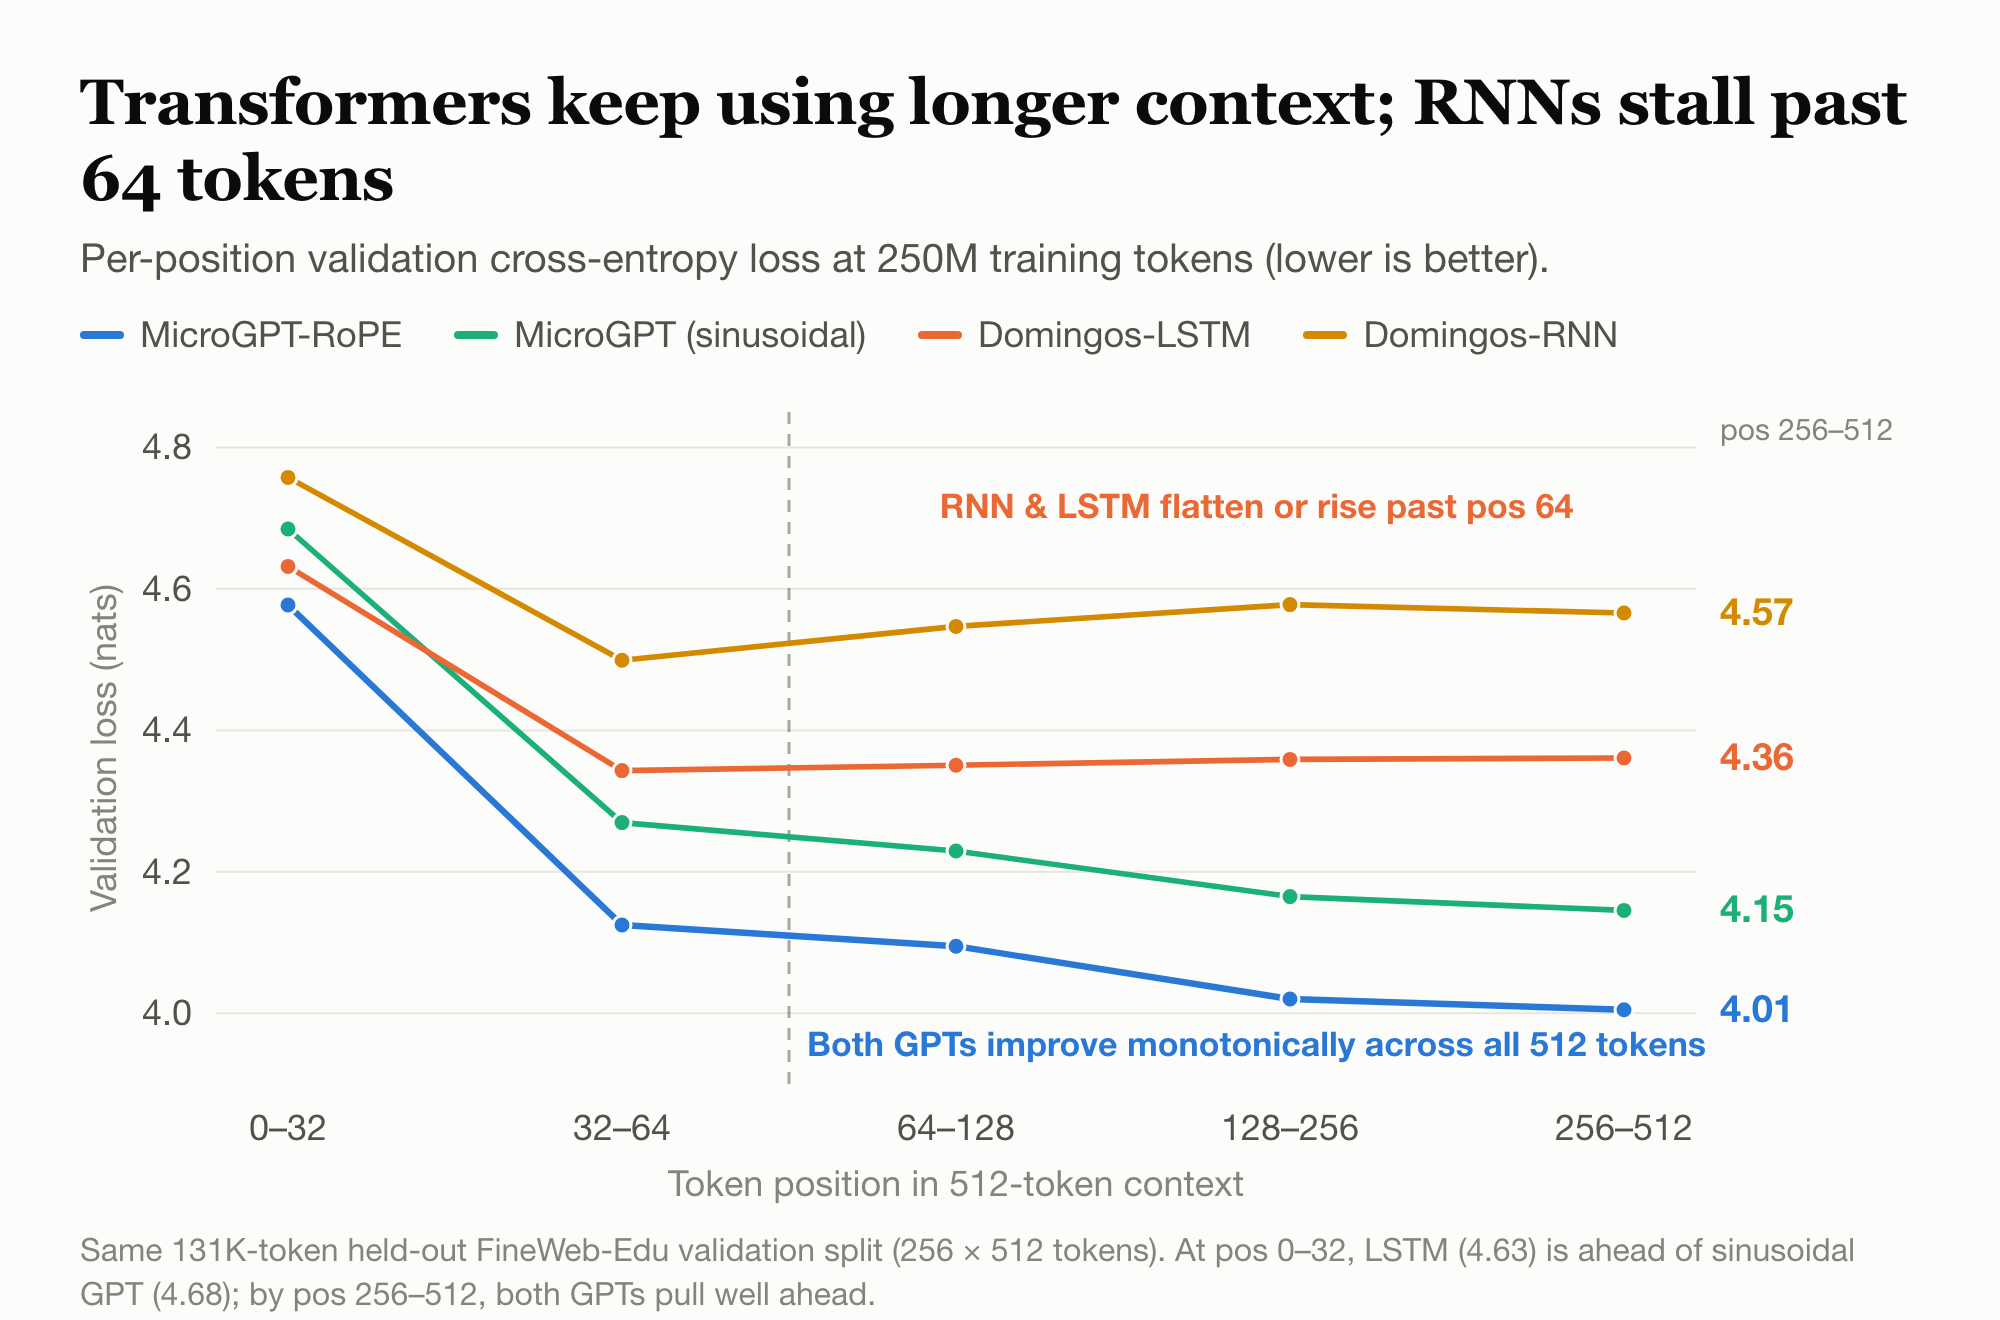 Transformers keep using longer context; RNNs stall past
64 tokens
Per-position validation cross-entropy loss at 250M training tokens (lower is better).
MicroGPT-RoPE
MicroGPT (sinusoidal)
Domingos-LSTM
Domingos-RNN
pos 256–512
4.8
4.6
4.4
4.2
4.0
Validation loss (nats)
RNN & LSTM flatten or rise past pos 64
4.57
4.36
4.15
4.01
Both GPTs improve monotonically across all 512 tokens
0–32
32–64
64–128
128–256
256–512
Token position in 512-token context
Same 131K-token held-out FineWeb-Edu validation split (256 × 512 tokens). At pos 0–32, LSTM (4.63) is ahead of sinusoidal
GPT (4.68); by pos 256–512, both GPTs pull well ahead.